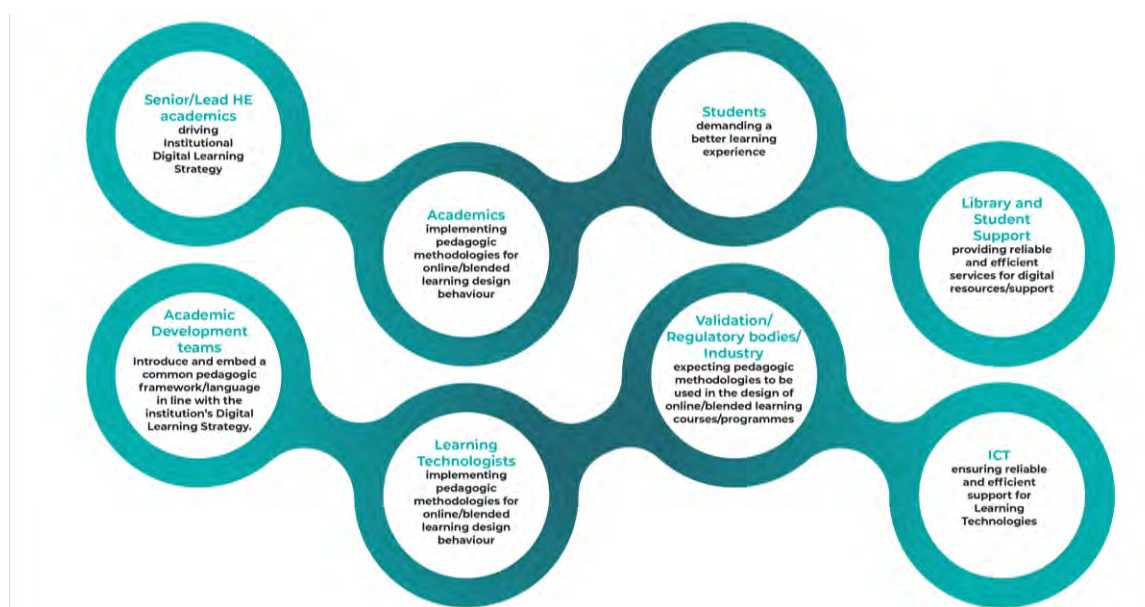 Senior/Lead HE
academics
driving
Institutional
Digital Learning
Strategy
Academics
implementing
pedagogic
methodologies for
online/blended
learning design
behaviour
Students
demanding a
better learning
experience
Library and
Student
Support
providing reliable
and efficient
services for digital
resources/support
Academic
Development
teams
Introduce and embed a
common pedagogic
framework/language
in line with the
institution's Digital
Learning Strategy.
Learning
Technologists
implementing
pedagogic
methodologies for
online/blended
learning design
behaviour
Validation/
Regulatory bodies/
Industry
expecting pedagogic
methodologies to be
used in the design of
online/blended learning
courses/programmes
ICT
ensuring reliable
and efficient
support for
Learning
Technologies